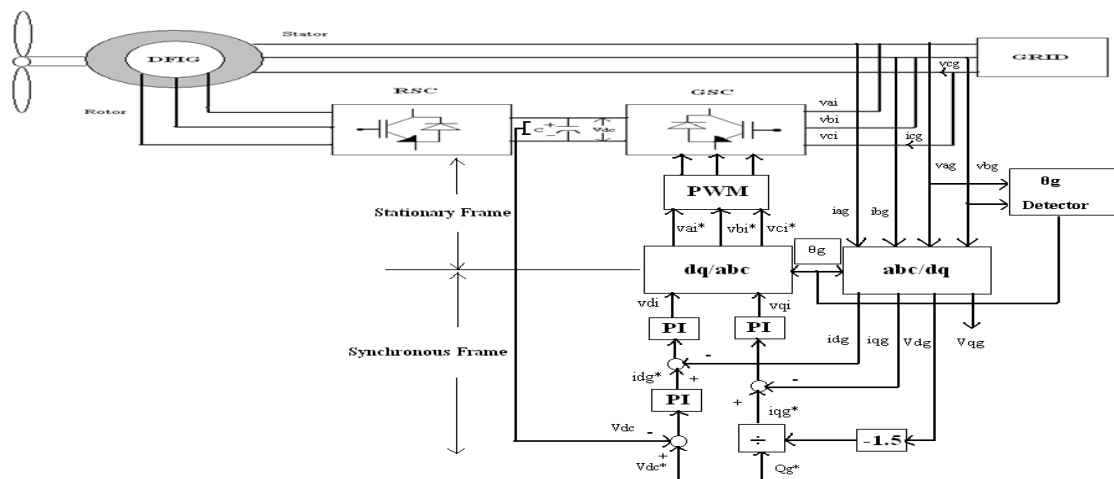 Stator
DFIG
GRID
vcg
Rotor
RSC
GSC
vai
vbi
vci
icg
C
+
-
Vdc
vag
vbg
θg
Detector
PWM
Stationary Frame
iag
ibg
vai*
vbi*
vci*
θg
dq/abc
abc/dq
vdi
vqi
PI
PI
idg
iqg
Vdg
Vqg
Synchronous Frame
-
idg*
+
-
PI
+
iqg*
Vdc
-
÷
-1.5
+
Vdc*
Qg*